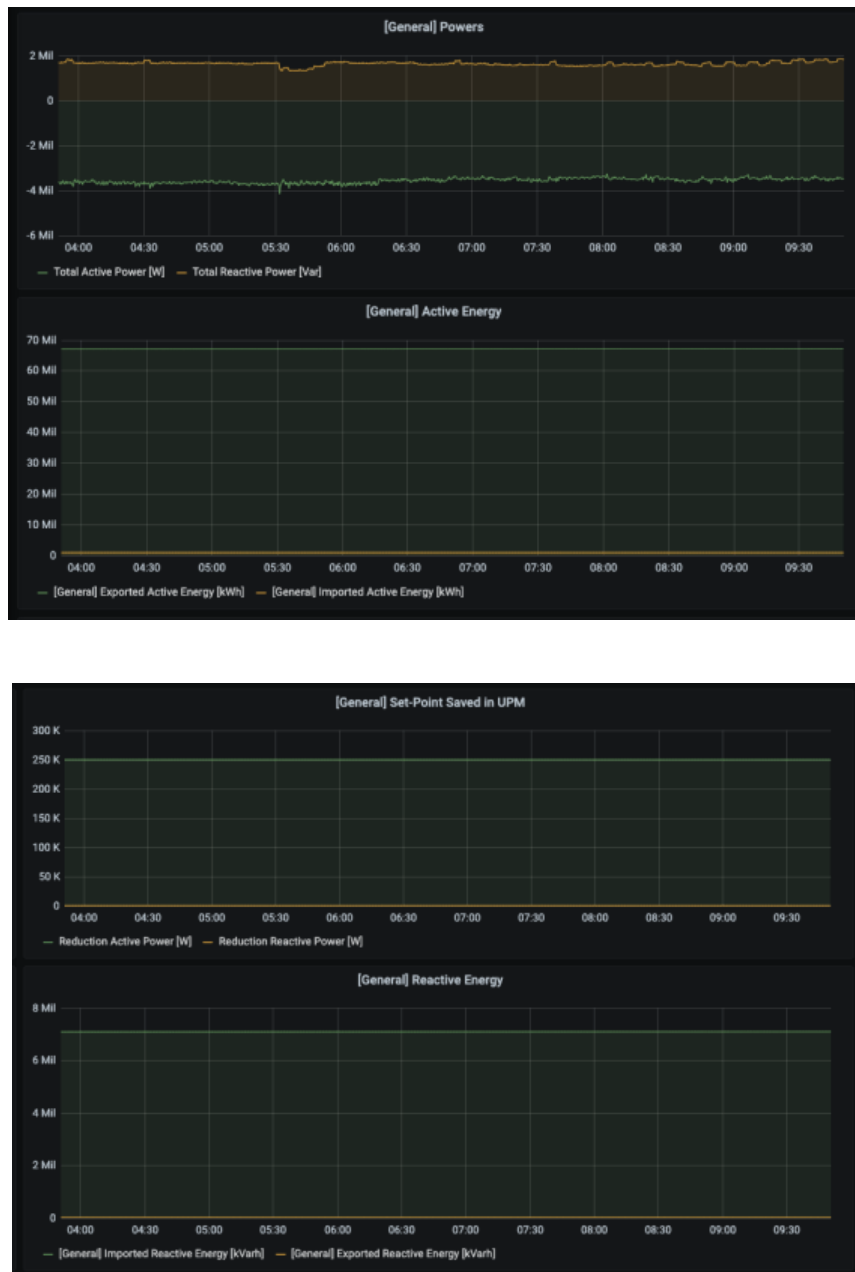 [General] Powers
2 Mil
0
-2 Mil
-4 Mil
-6 Mil
04:00 04:30 05:00 05:30 06:00 06:30 07:00 07:30 08:00 08:30 09:00 09:30
Total Active Power [W] Total Reactive Power [Var]
[General] Active Energy
70 Mil
60 Mil
50 Mil
40 Mil
30 Mil
20 Mil
10 Mil
0
04:00 04:30 05:00 05:30 06:00 06:30 07:00 07:30 08:00 08:30 09:00 09:30
[General] Exported Active Energy [kWh] [General] Imported Active Energy [kWh]
[General] Set-Point Saved in UPM
300 K
250 K
200 K
150 K
100 K
50 K
0
04:00 04:30 05:00 05:30 06:00 06:30 07:00 07:30 08:00 08:30 09:00 09:30
Reduction Active Power [W] Reduction Reactive Power [W]
[General] Reactive Energy
8 Mil
6 Mil
4 Mil
2 Mil
0
04:00 04:30 05:00 05:30 06:00 06:30 07:00 07:30 08:00 08:30 09:00 09:30
[General] Imported Reactive Energy [kVarh] [General] Exported Reactive Energy [kVarh]